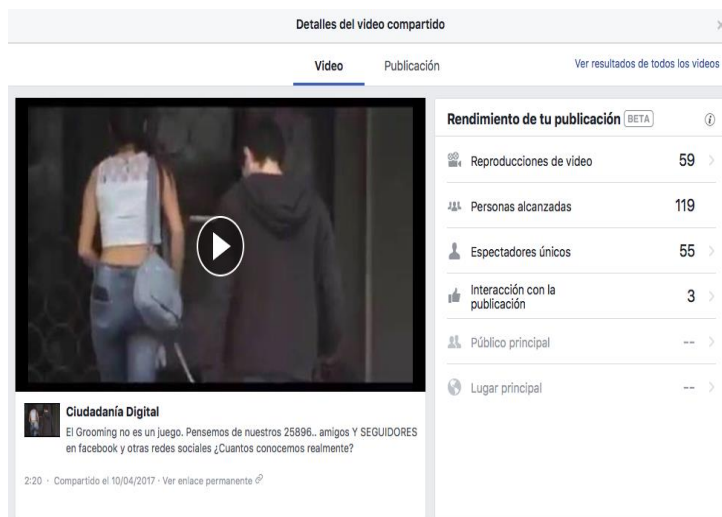 Detalles del video compartido
Video
Publicación
Ver resultados de todos los videos
Rendimiento de tu publicación BETA
Reproducciones de video 59
Personas alcanzadas 119
Espectadores únicos 55
Interacción con la
publicación 3
Público principal --
Lugar principal --
Ciudadanía Digital
El Grooming no es un juego. Pensemos de nuestros 25896.. amigos Y SEGUIDORES
en facebook y otras redes sociales ¿Cuantos conocemos realmente?
2:20 · Compartido el 10/04/2017 · Ver enlace permanente